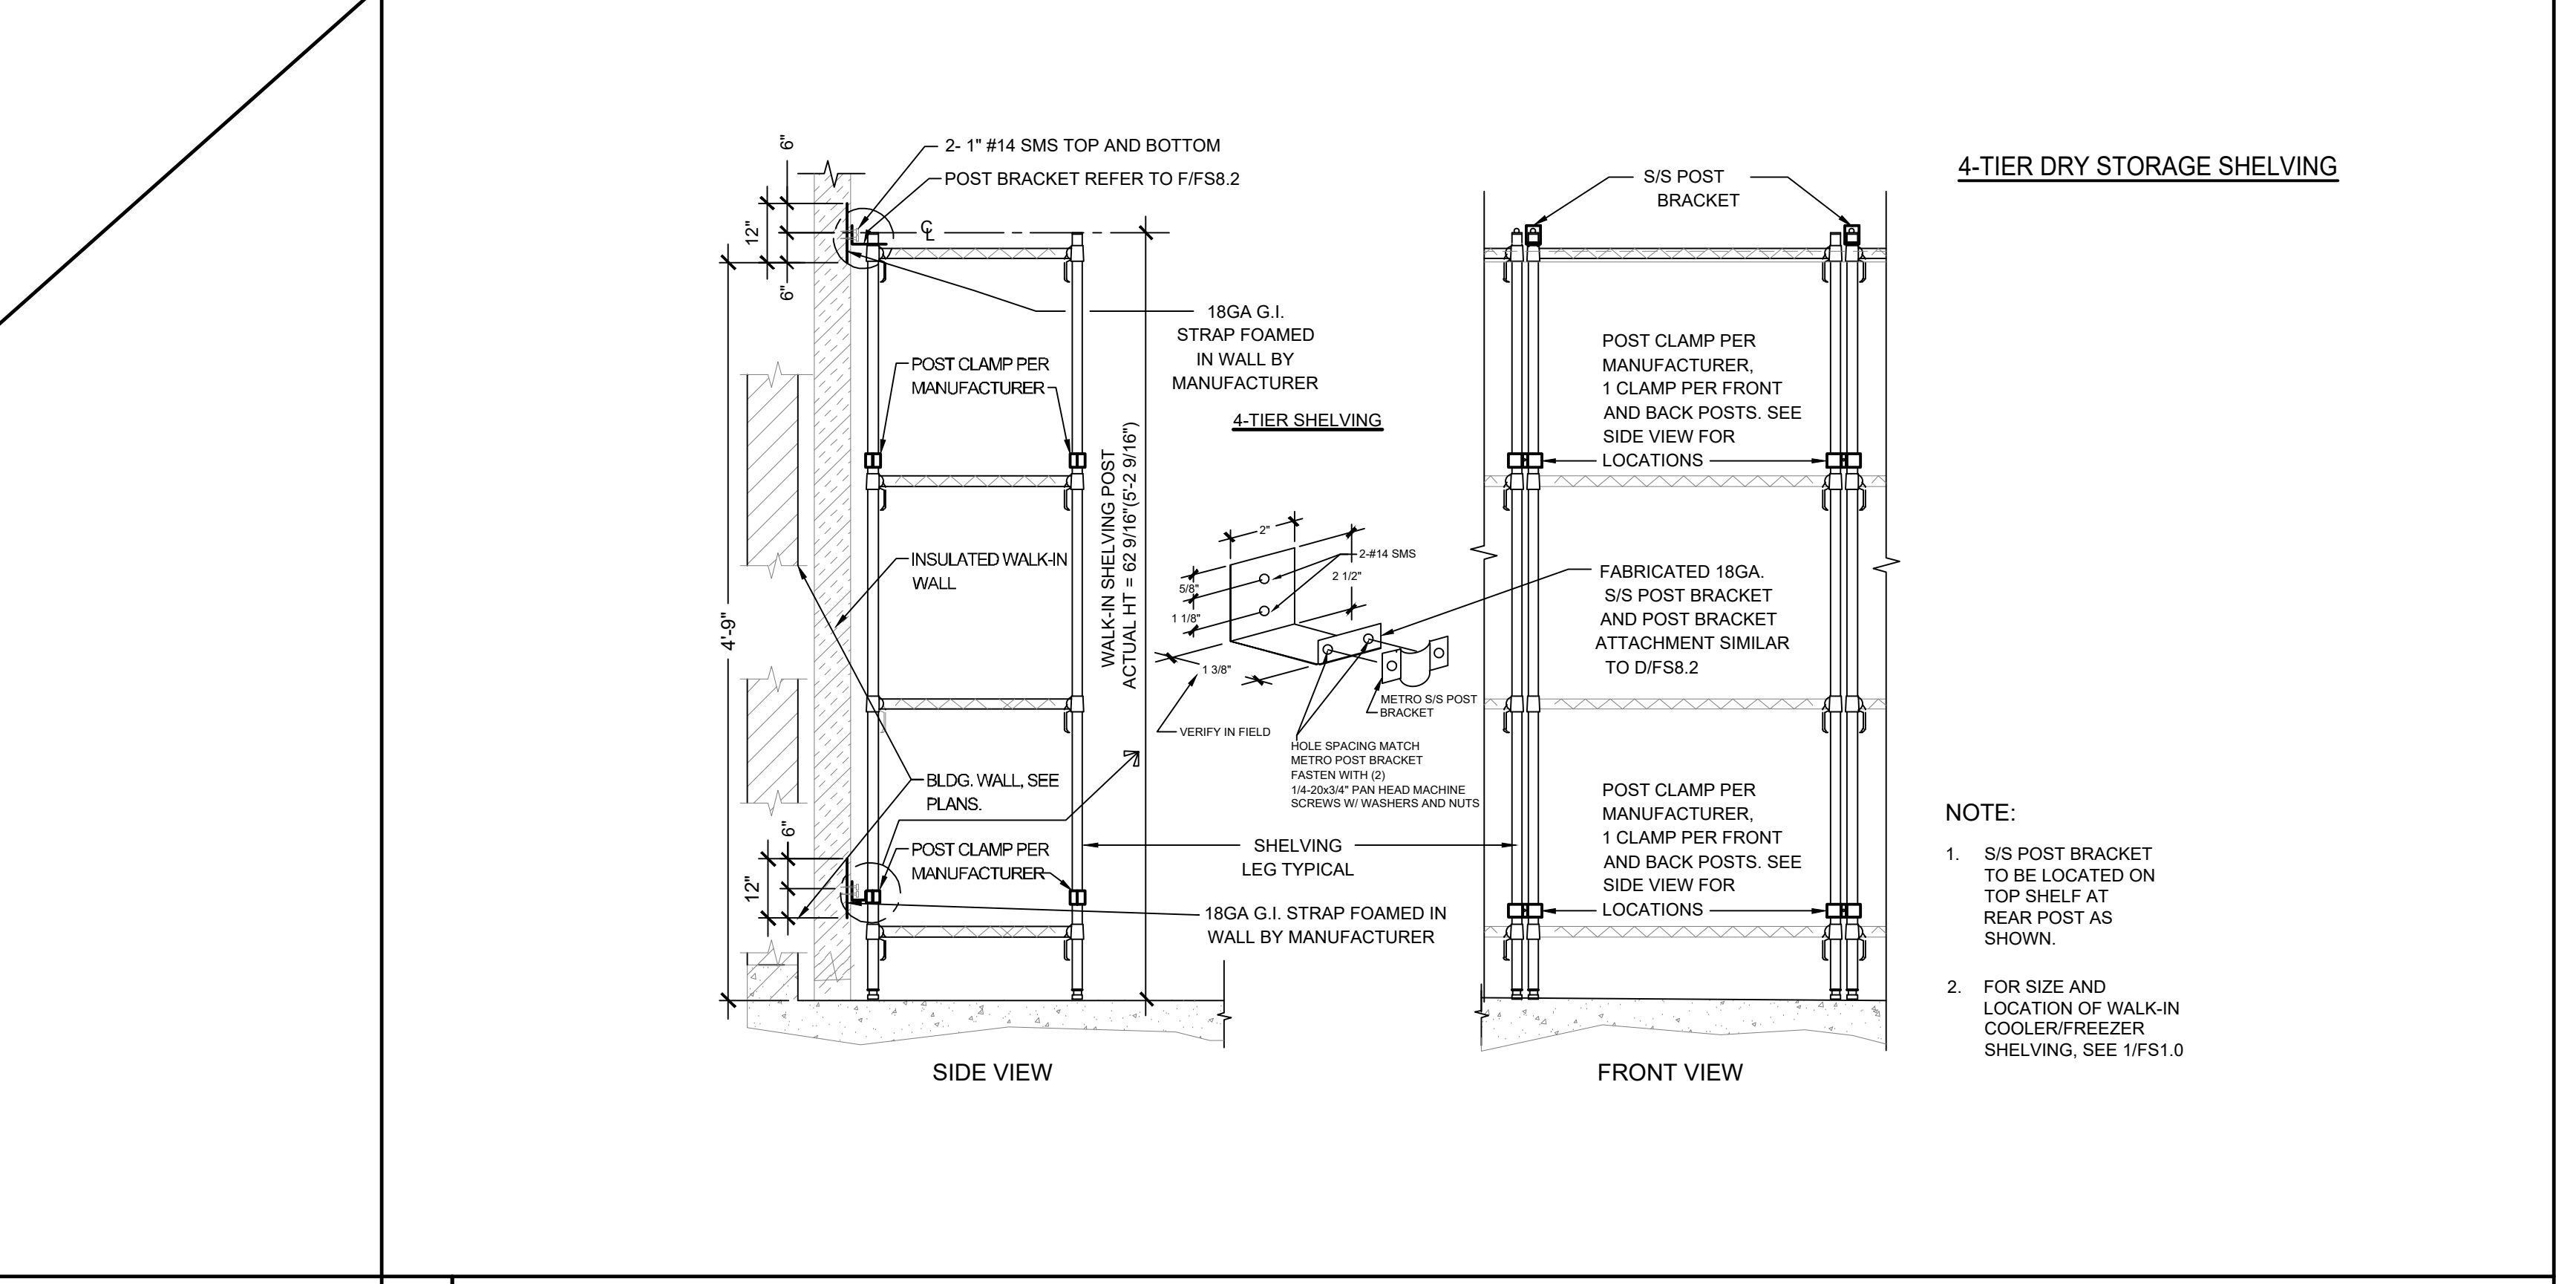 4-TIER DRY STORAGE SHELVING
6"
12"
6"
2- 1" #14 SMS TOP AND BOTTOM
POST BRACKET REFER TO F/FS8.2
CL
18GA G.I.
STRAP FOAMED
IN WALL BY
MANUFACTURER
POST CLAMP PER
MANUFACTURER
4-TIER SHELVING
WALK-IN SHELVING POST
ACTUAL HT = 62 9/16"(5'-2 9/16")
INSULATED WALK-IN
WALL
4'-9"
BLDG. WALL, SEE
PLANS.
6"
12"
POST CLAMP PER
MANUFACTURER
SHELVING
LEG TYPICAL
18GA G.I. STRAP FOAMED IN
WALL BY MANUFACTURER
SIDE VIEW
2"
2-#14 SMS
5/8"
2 1/2"
1 1/8"
1 3/8"
VERIFY IN FIELD
METRO S/S POST
BRACKET
HOLE SPACING MATCH
METRO POST BRACKET
FASTEN WITH (2)
1/4-20x3/4" PAN HEAD MACHINE
SCREWS W/ WASHERS AND NUTS
S/S POST
BRACKET
POST CLAMP PER
MANUFACTURER,
1 CLAMP PER FRONT
AND BACK POSTS. SEE
SIDE VIEW FOR
LOCATIONS
FABRICATED 18GA.
S/S POST BRACKET
AND POST BRACKET
ATTACHMENT SIMILAR
TO D/FS8.2
POST CLAMP PER
MANUFACTURER,
1 CLAMP PER FRONT
AND BACK POSTS. SEE
SIDE VIEW FOR
LOCATIONS
FRONT VIEW
NOTE:
1. S/S POST BRACKET
TO BE LOCATED ON
TOP SHELF AT
REAR POST AS
SHOWN.
2. FOR SIZE AND
LOCATION OF WALK-IN
COOLER/FREEZER
SHELVING, SEE 1/FS1.0